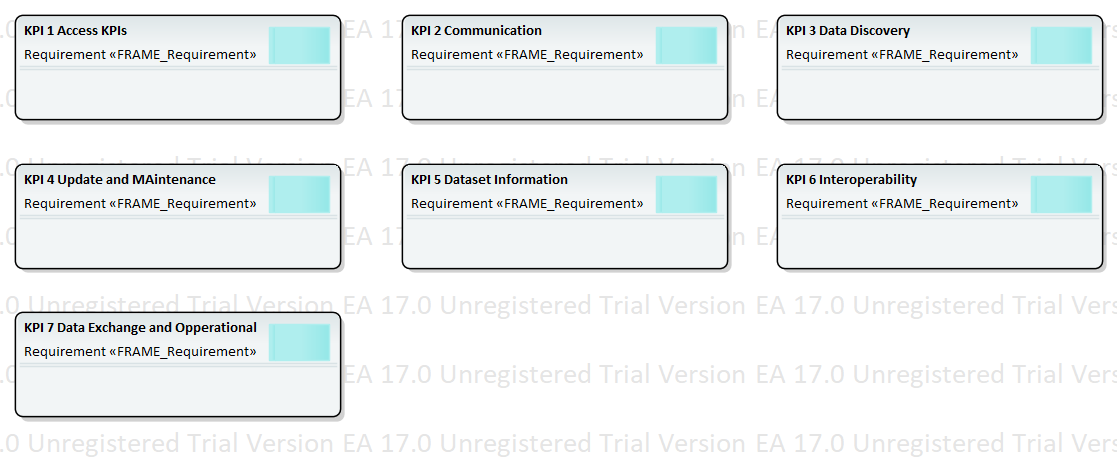 KPI 1 Access KPIs
Requirement «FRAME_Requirement»
KPI 2 Communication
Requirement «FRAME_Requirement»
KPI 3 Data Discovery
Requirement «FRAME_Requirement»
KPI 4 Update and MAintenance
Requirement «FRAME_Requirement»
KPI 5 Dataset Information
Requirement «FRAME_Requirement»
KPI 6 Interoperability
Requirement «FRAME_Requirement»
.0 Unregistered Trial Version EA 17.0 Unregistered Trial Version EA 17.0 Unregistered Trial Vers
KPI 7 Data Exchange and Opperational
Requirement «FRAME_Requirement»
EA 17.0 Unregistered Trial Version EA 17.0 Unregistered Trial Vers
.0 Unregistered Trial Version EA 17.0 Unregistered Trial Version EA 17.0 Unregistered Trial Vers